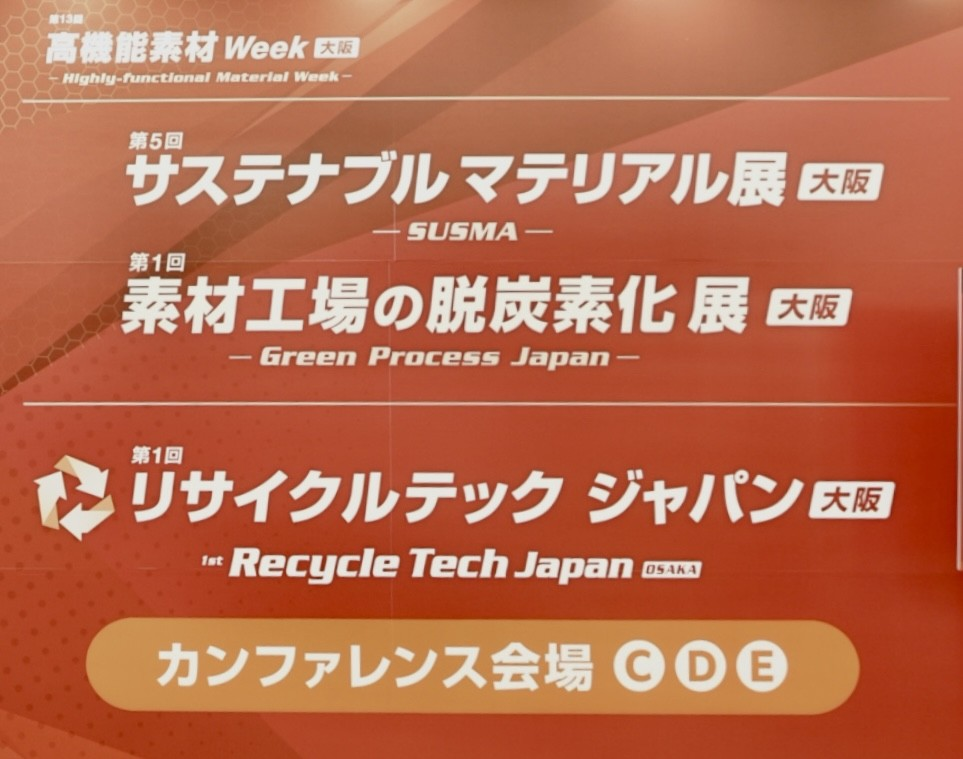 第13回
高機能素材 Week 大阪
− Highly-functional Material Week −
第5回
サステナブル マテリアル展 大阪
— SUSMA —
第1回
素材工場の脱炭素化 展 大阪
— Green Process Japan —
第1回
リサイクルテック ジャパン 大阪
1st Recycle Tech Japan OSAKA
カンファレンス会場 C D E